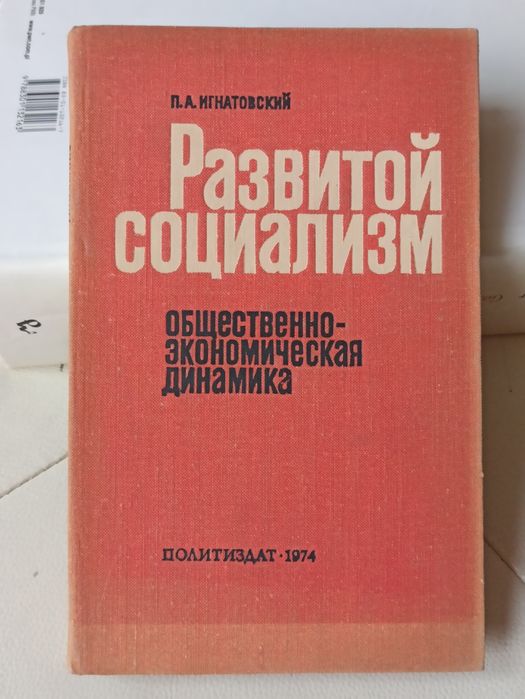 П.А.ИГНАТОВСКИЙ
РАЗВИТОЙ
СОЦИАЛИЗМ
ОБЩЕСТВЕННО-
ЭКОНОМИЧЕСКАЯ
ДИНАМИКА
ПОЛИТИЗДАТ·1974